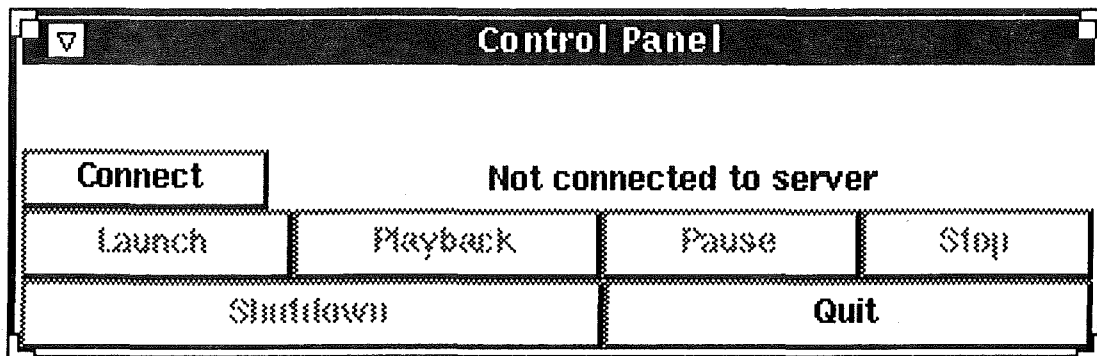 Control Panel
Connect Not connected to server
Launch Playback Pause Stop
Shutdown Quit